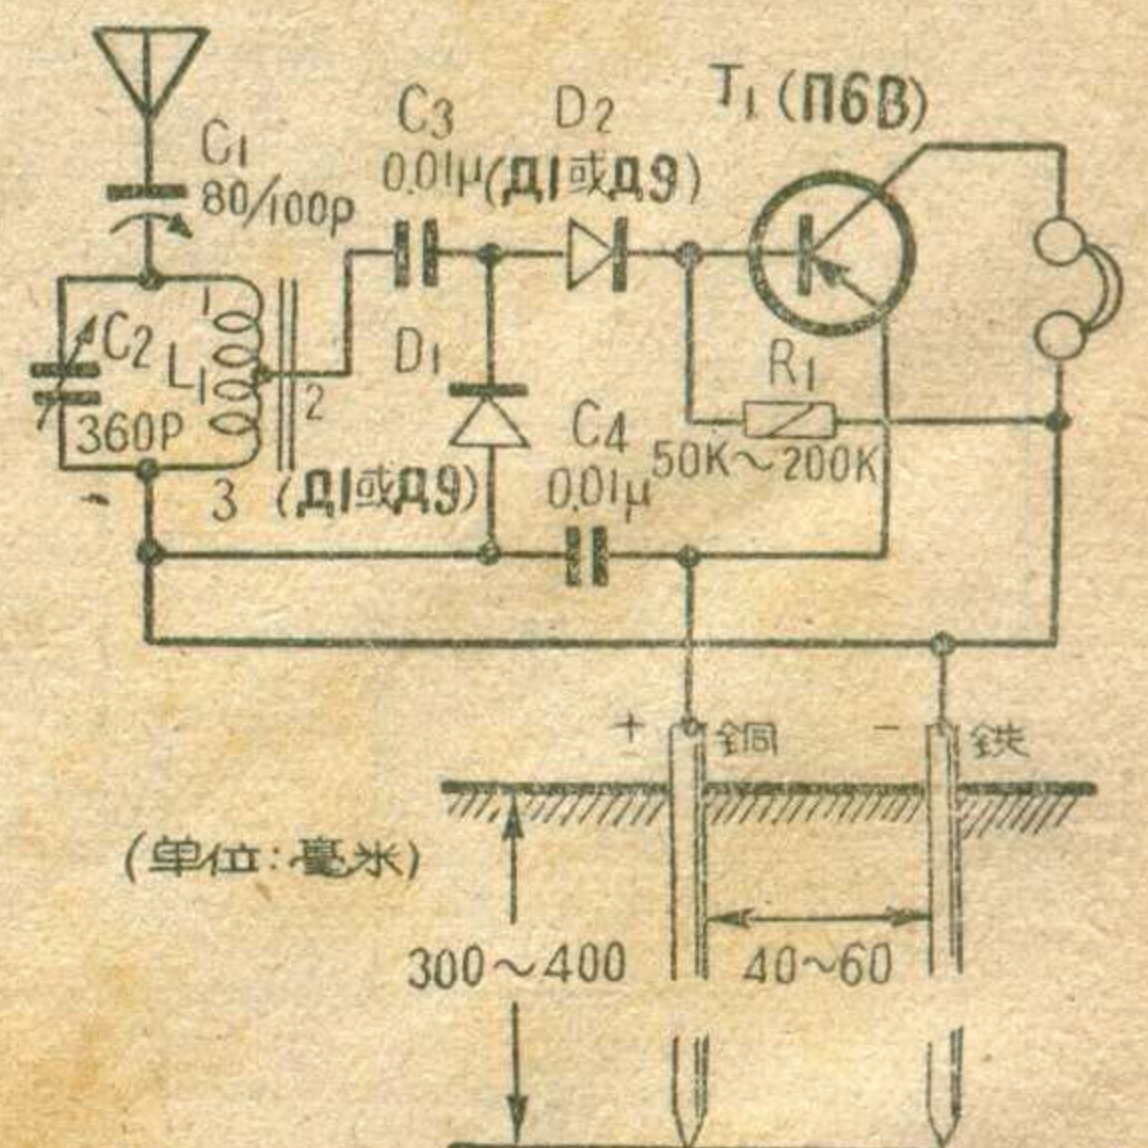 T1 (П6В)
C3
D2
0.01μ
(Д1或Д9)
C1
80/100P
C2
L1
1
2
3
360P
D1
(Д1或Д9)
C4
0.01μ
R1
50K～200K
+
銅
-
鉄
(单位:毫米)
300～400
40～60